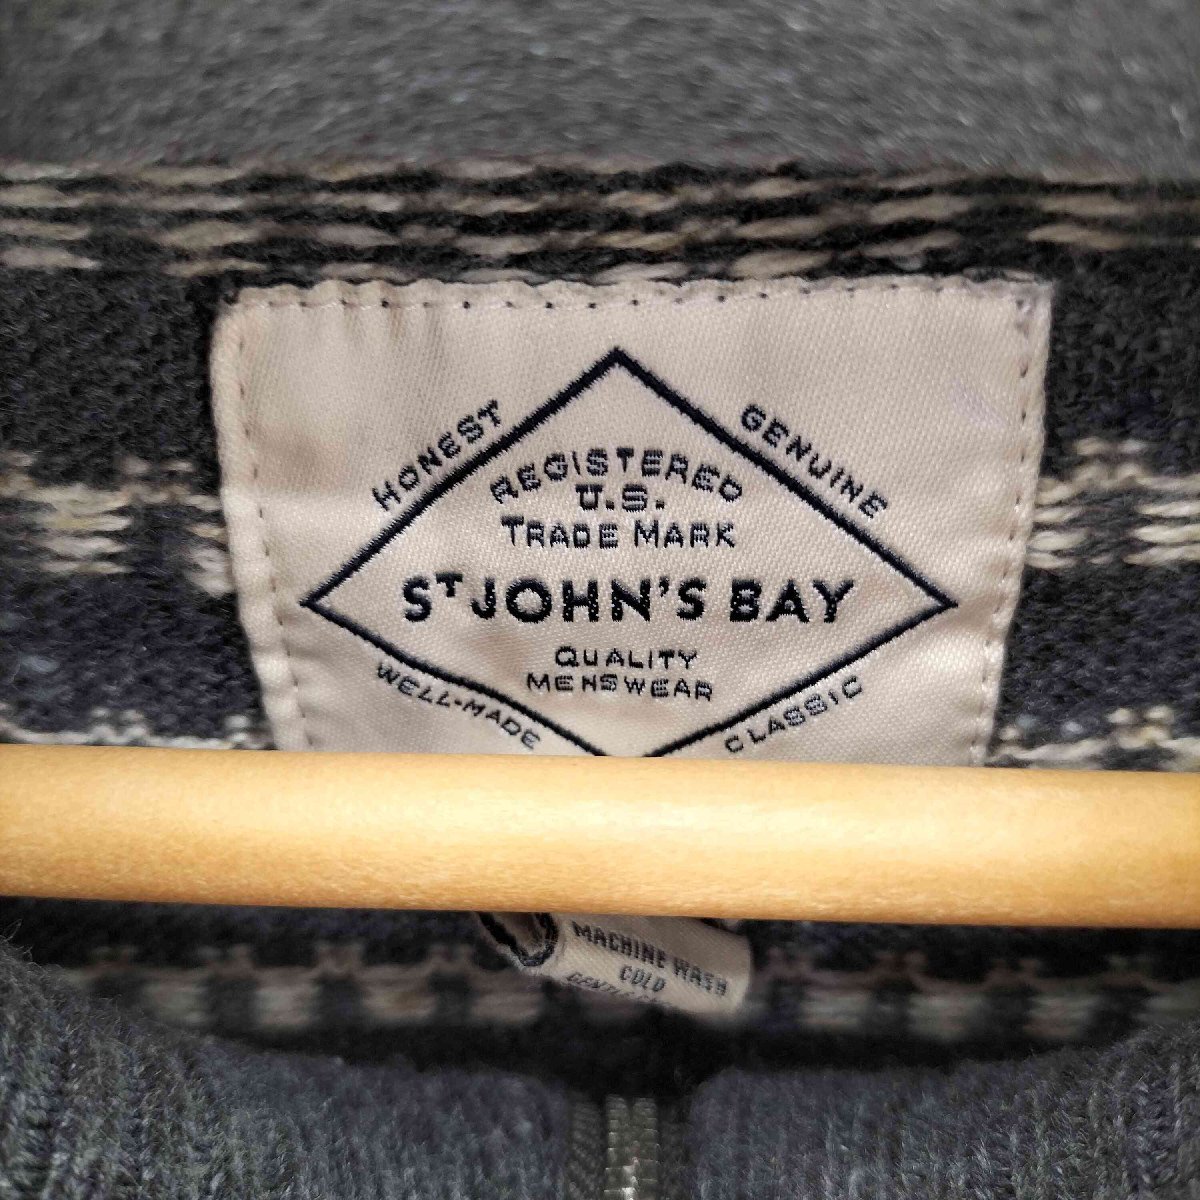 HONEST
GENUINE
REGISTERED
U.S.
TRADE MARK
ST JOHN'S BAY
QUALITY
MENSWEAR
WELL-MADE
CLASSIC
MACHINE WASH
COLD